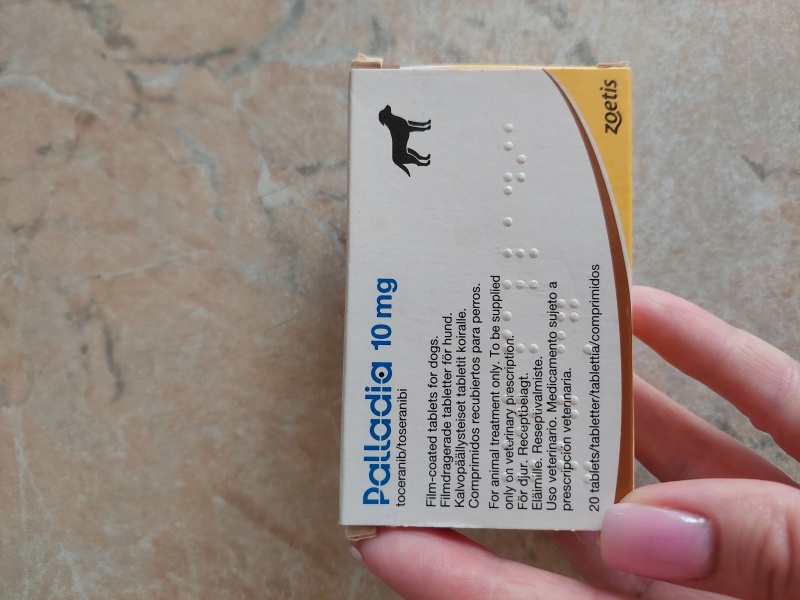 Palladia 10 mg
toceranib/toseranibi
Film-coated tablets for dogs.
Filmdragerade tabletter för hund.
Kalvopäällysteiset tabletit koiralle.
Comprimidos recubiertos para perros.
For animal treatment only. To be supplied
only on veterinary prescription.
För djur. Receptbelagt.
Eläimille. Reseptivalmiste.
Uso veterinario. Medicamento sujeto a
prescripción veterinaria.
20 tablets/tabletter/tablettia/comprimidos
zoetis